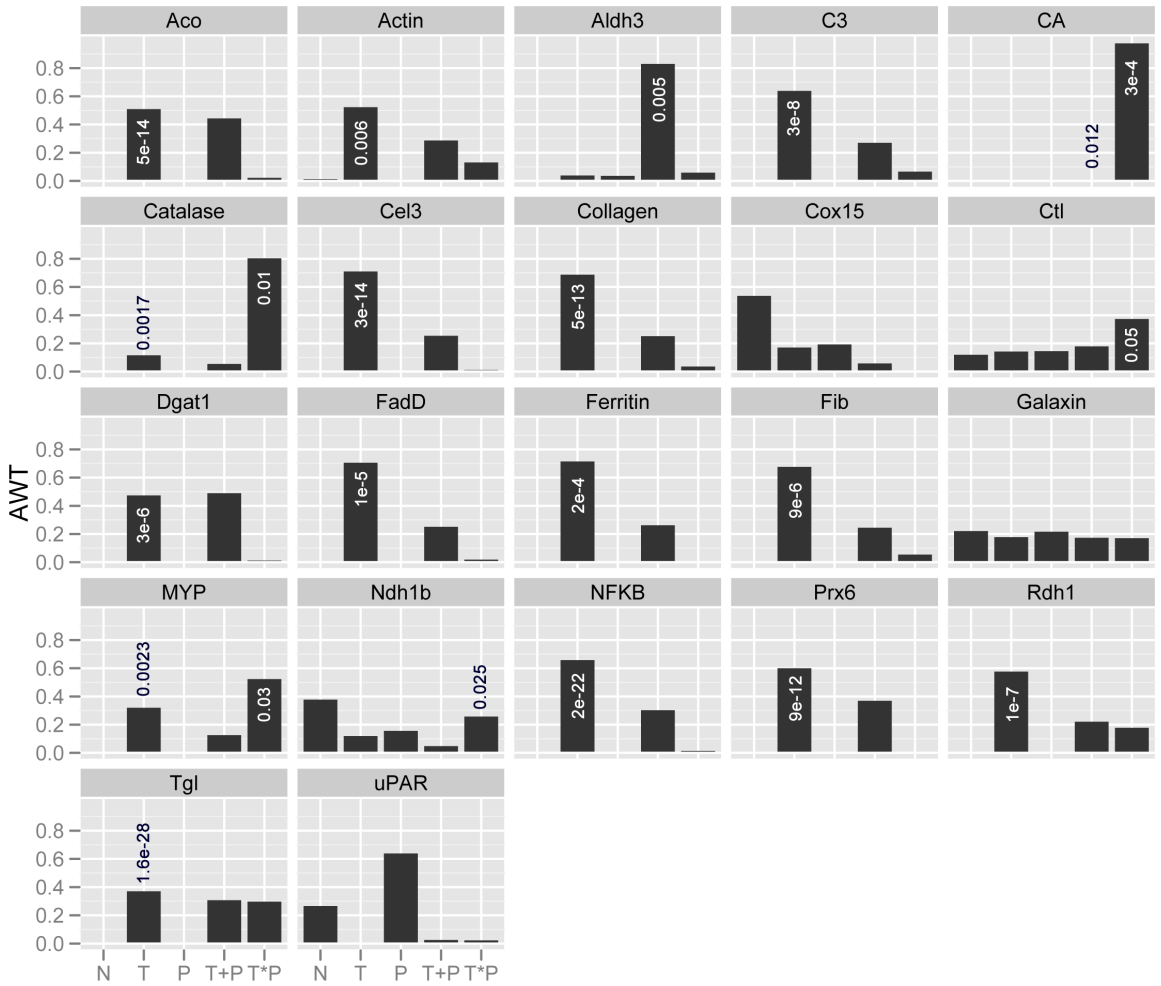 Aco Actin Aldh3 C3 CA
0.8
0.6
0.4
0.2
0.0
5e-14 0.006 0.005 3e-8 0.012 3e-4
Catalase Cel3 Collagen Cox15 Ctl
0.8
0.6
0.4
0.2
0.0
0.0017 0.01 3e-14 5e-13 0.05
Dgat1 FadD Ferritin Fib Galaxin
AWT
0.8
0.6
0.4
0.2
0.0
3e-6 1e-5 2e-4 9e-6
MYP Ndh1b NFKB Prx6 Rdh1
0.8
0.6
0.4
0.2
0.0
0.0023 0.03 0.025 2e-22 9e-12 1e-7
Tgl uPAR
0.8
0.6
0.4
0.2
0.0
1.6e-28
N T P T+P T*P N T P T+P T*P